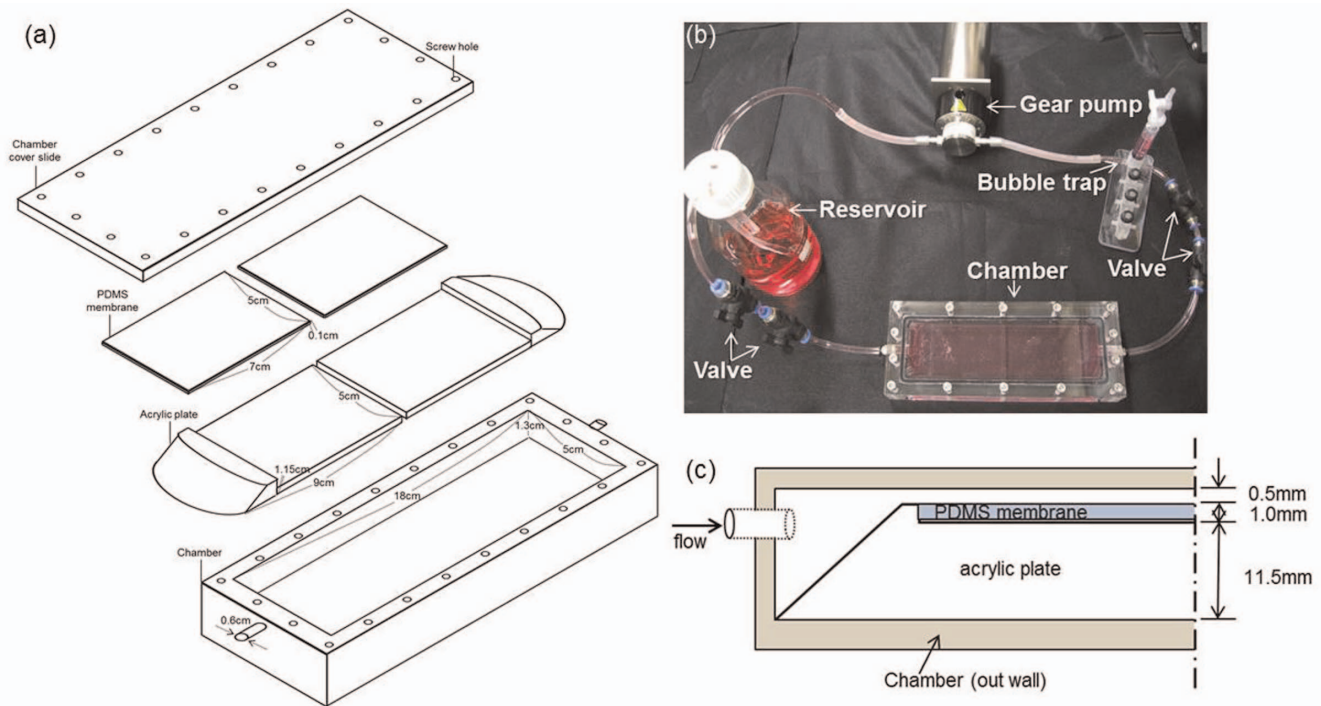 (a)
Screw hole
Chamber
cover slide
PDMS
membrane
5cm
0.1cm
7cm
Acrylic plate
5cm
1.15cm
9cm
1.3cm
5cm
18cm
Chamber
0.6cm
(b)
Gear pump
Bubble trap
Reservoir
Valve
Chamber
Valve
(c)
0.5mm
PDMS membrane
1.0mm
flow
acrylic plate
11.5mm
Chamber (out wall)